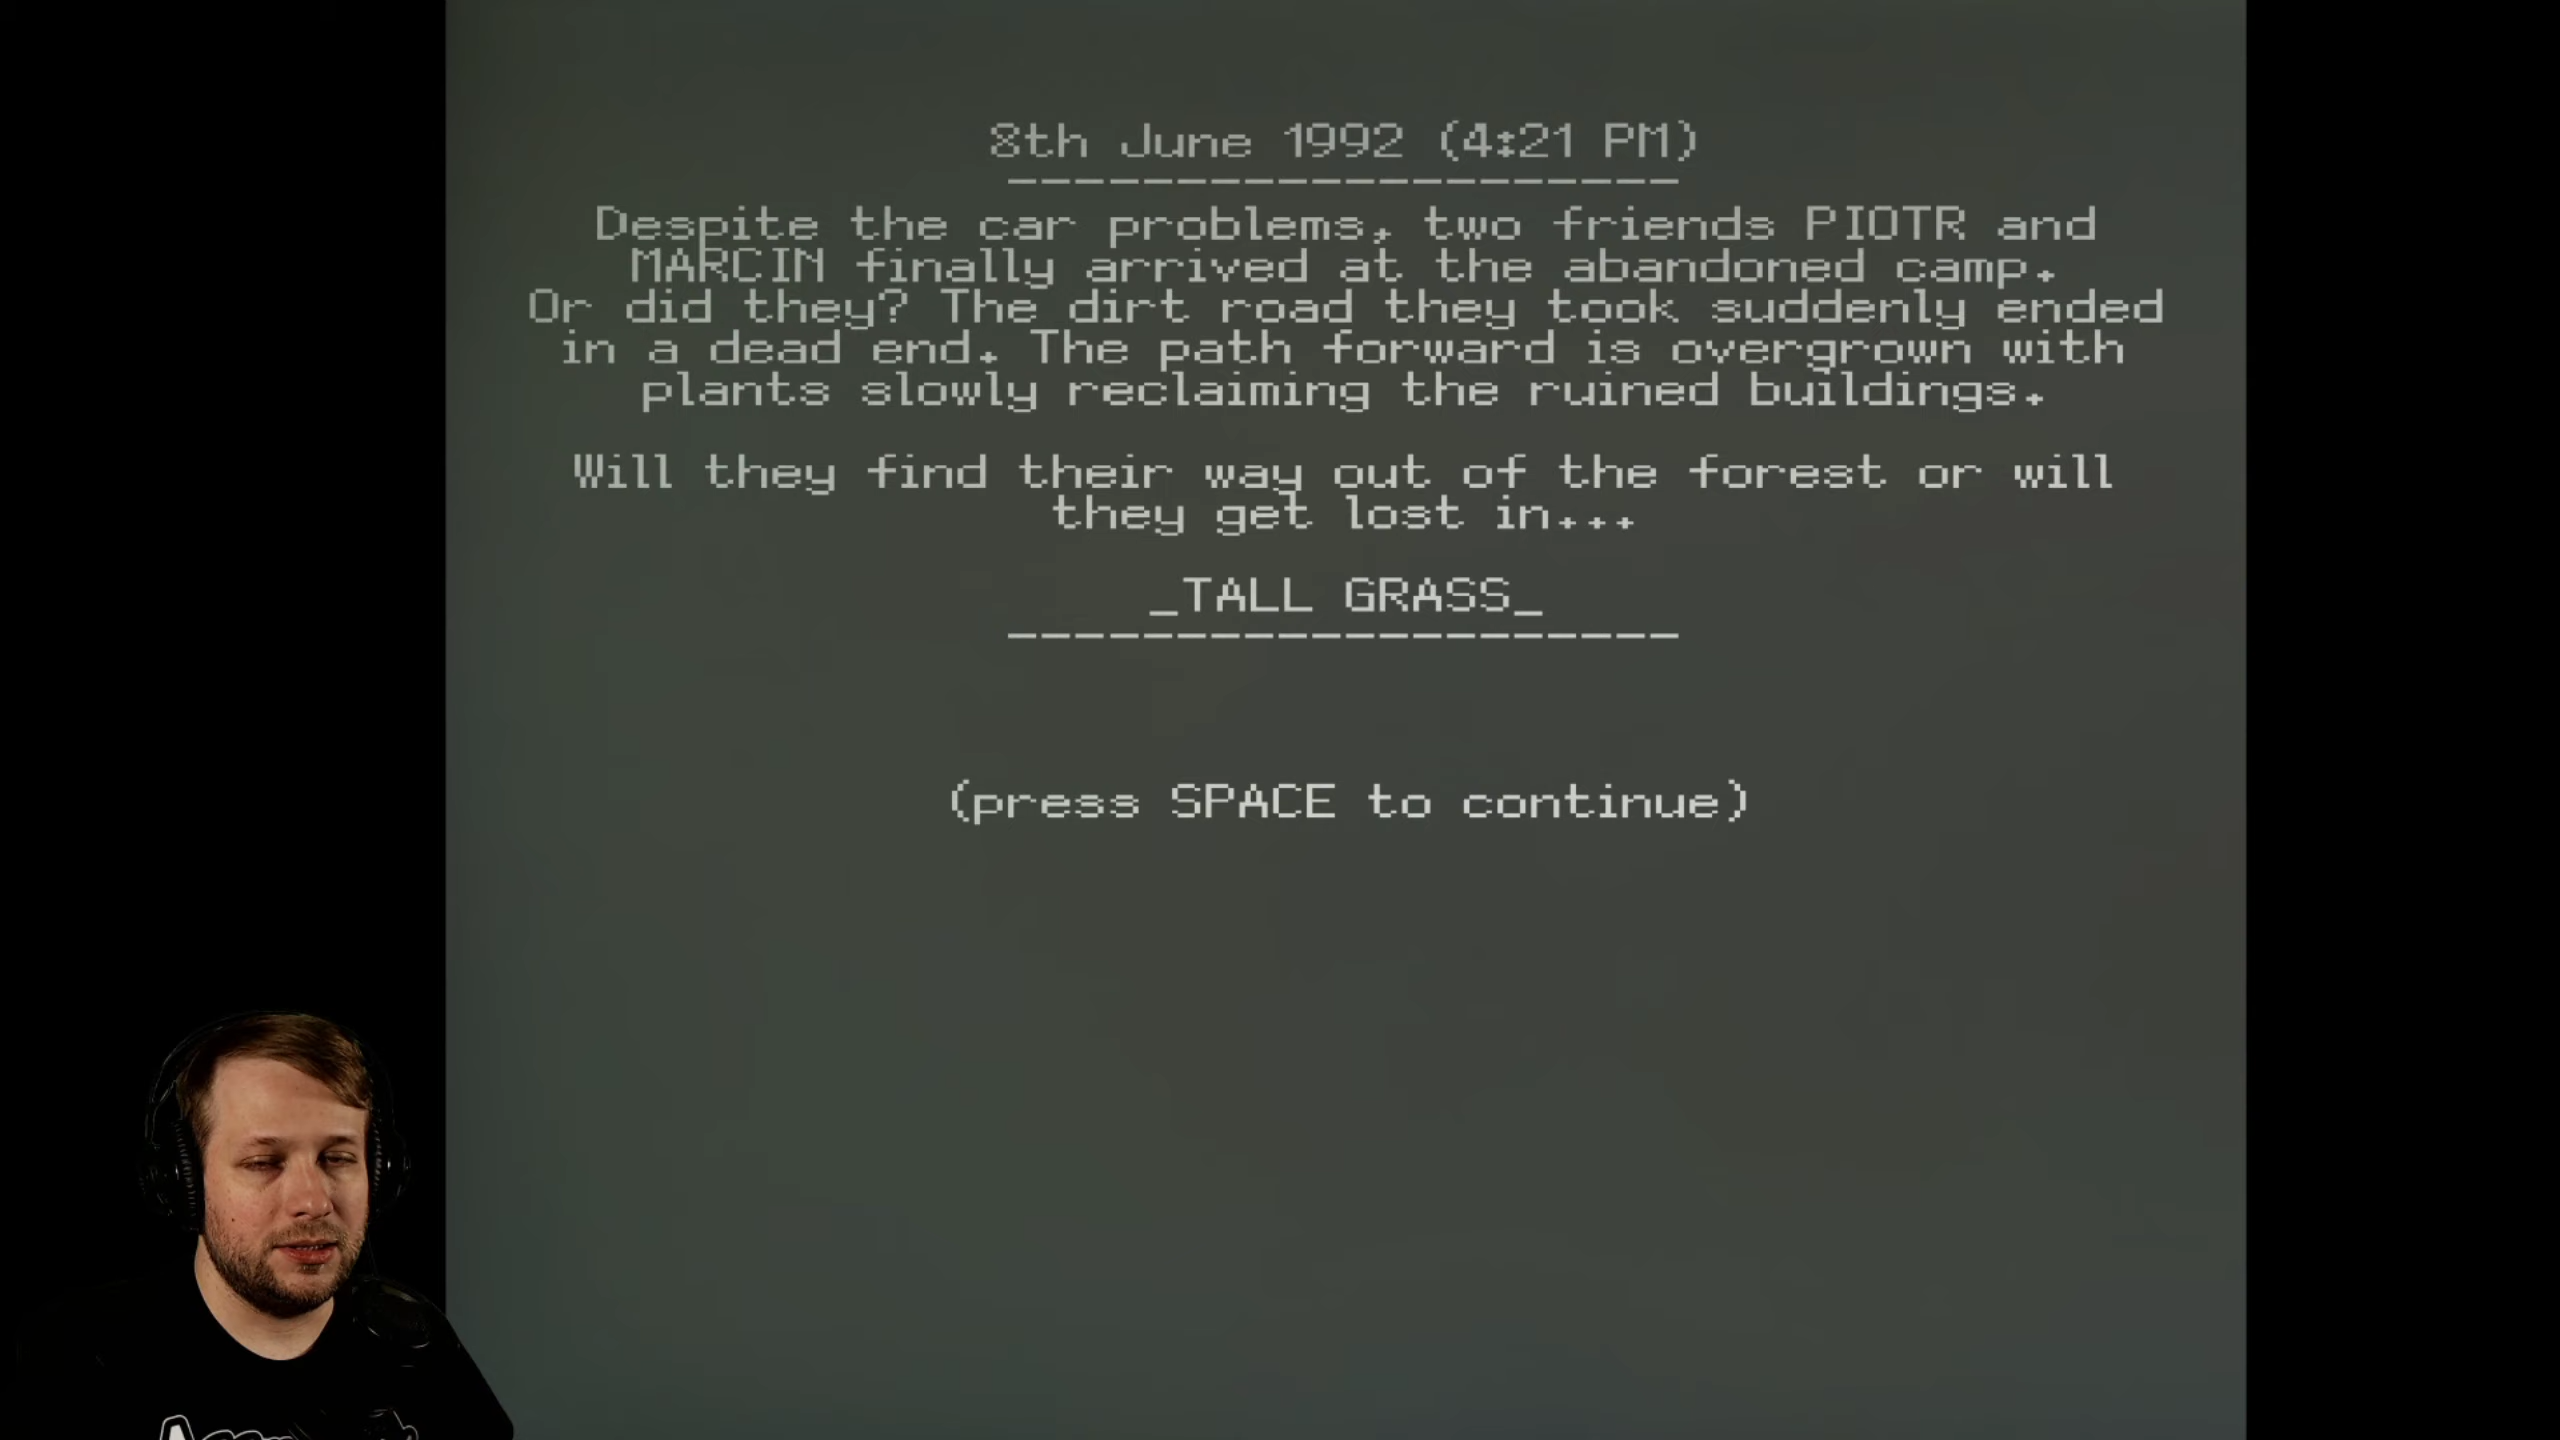 8th June 1992 (4:21 PM)
---------------------
Despite the car problems, two friends PIOTR and
MARCIN finally arrived at the abandoned camp.
Or did they? The dirt road they took suddenly ended
in a dead end. The path forward is overgrown with
plants slowly reclaiming the ruined buildings.
Will they find their way out of the forest or will
they get lost in...
_TALL GRASS_
---------------------
(press SPACE to continue)